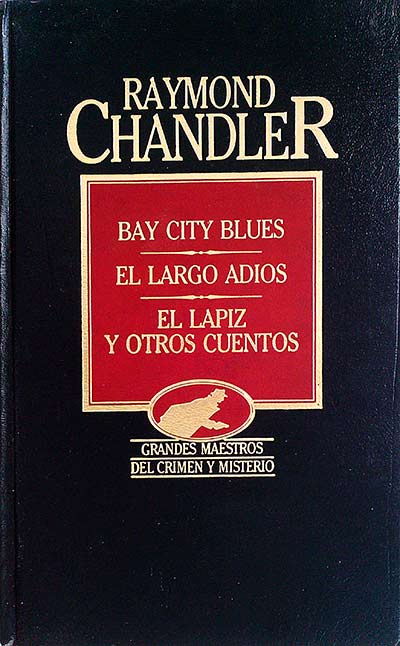 RAYMOND
CHANDLER
BAY CITY BLUES
EL LARGO ADIOS
EL LAPIZ
Y OTROS CUENTOS
GRANDES MAESTROS
DEL CRIMEN Y MISTERIO